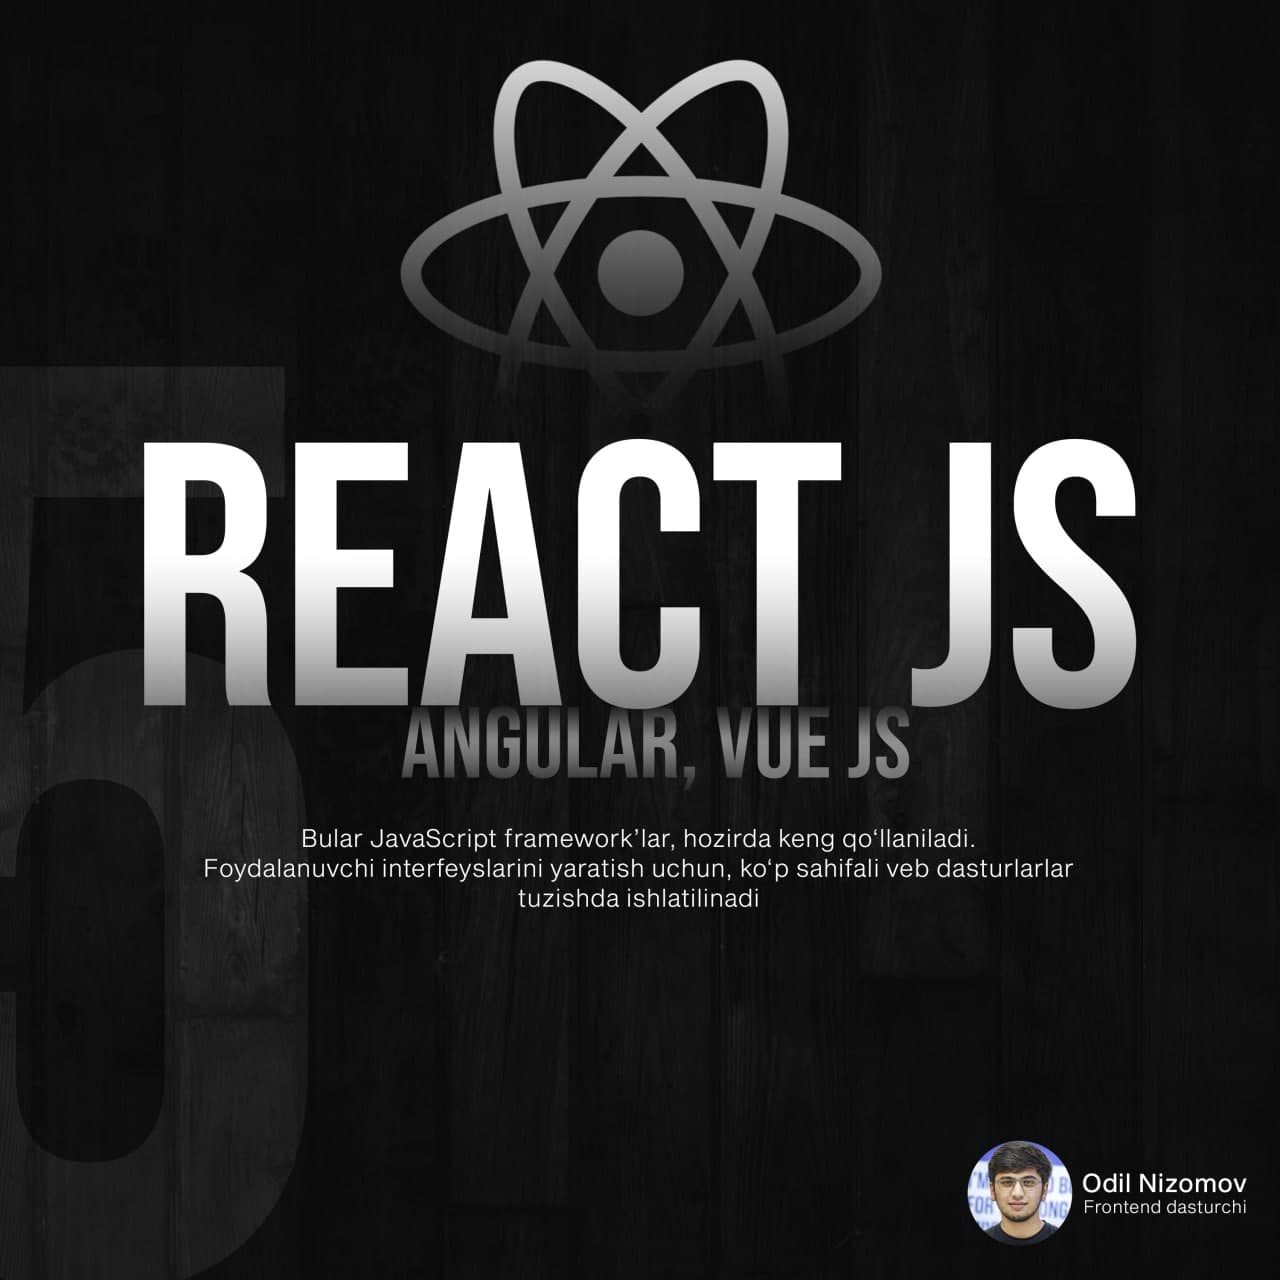 5
REACT JS
ANGULAR, VUE JS
Bular JavaScript framework’lar, hozirda keng qo‘llaniladi.
Foydalanuvchi interfeyslarini yaratish uchun, ko‘p sahifali veb dasturlarlar
tuzishda ishlatilinadi
Odil Nizomov
Frontend dasturchi